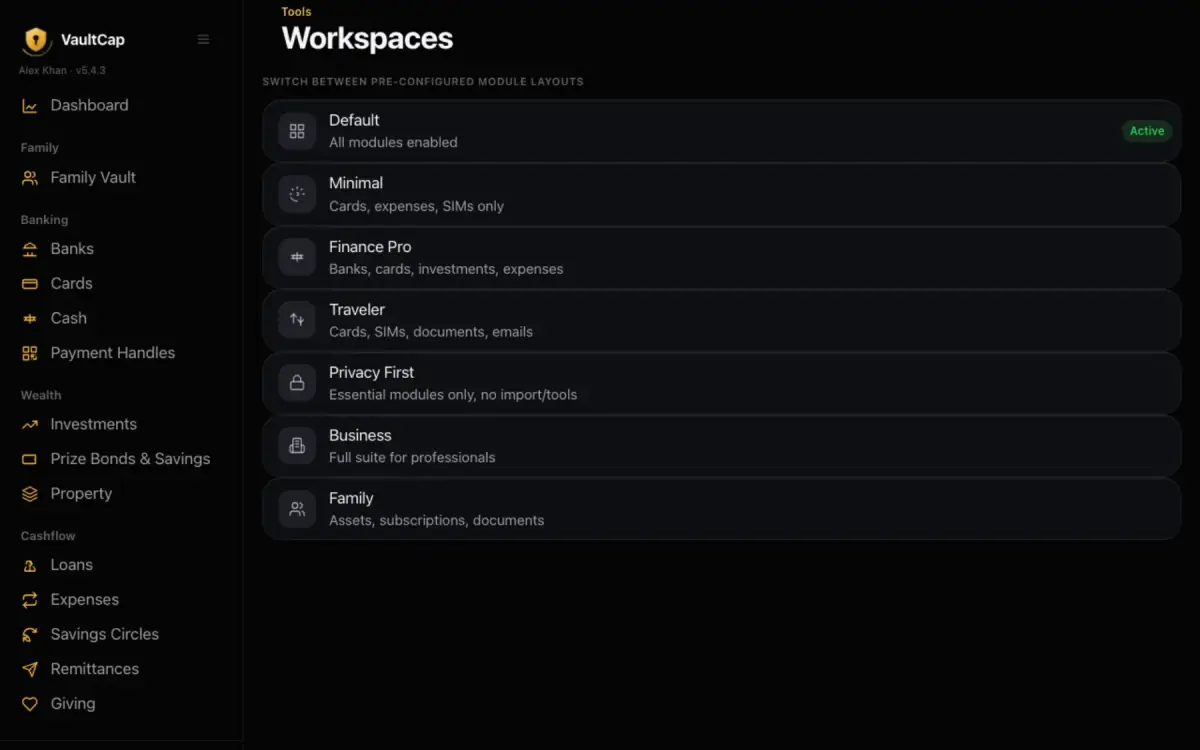 VaultCap
Alex Khan · v5.4.3
Dashboard
Family
Family Vault
Banking
Banks
Cards
Cash
Payment Handles
Wealth
Investments
Prize Bonds & Savings
Property
Cashflow
Loans
Expenses
Savings Circles
Remittances
Giving
Tools
Workspaces
SWITCH BETWEEN PRE-CONFIGURED MODULE LAYOUTS
Default
All modules enabled
Active
Minimal
Cards, expenses, SIMs only
Finance Pro
Banks, cards, investments, expenses
Traveler
Cards, SIMs, documents, emails
Privacy First
Essential modules only, no import/tools
Business
Full suite for professionals
Family
Assets, subscriptions, documents